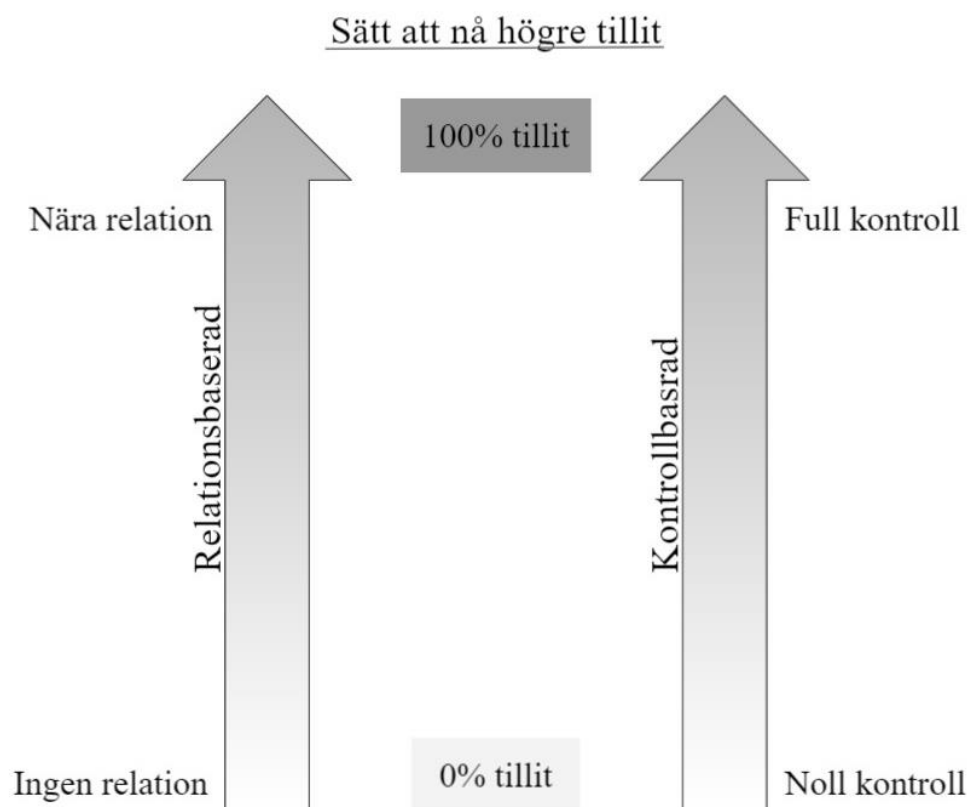 Sätt att nå högre tillit
100% tillit
Nära relation
Full kontroll
Relationsbaserad
Kontrollbasrad
Ingen relation
0% tillit
Noll kontroll